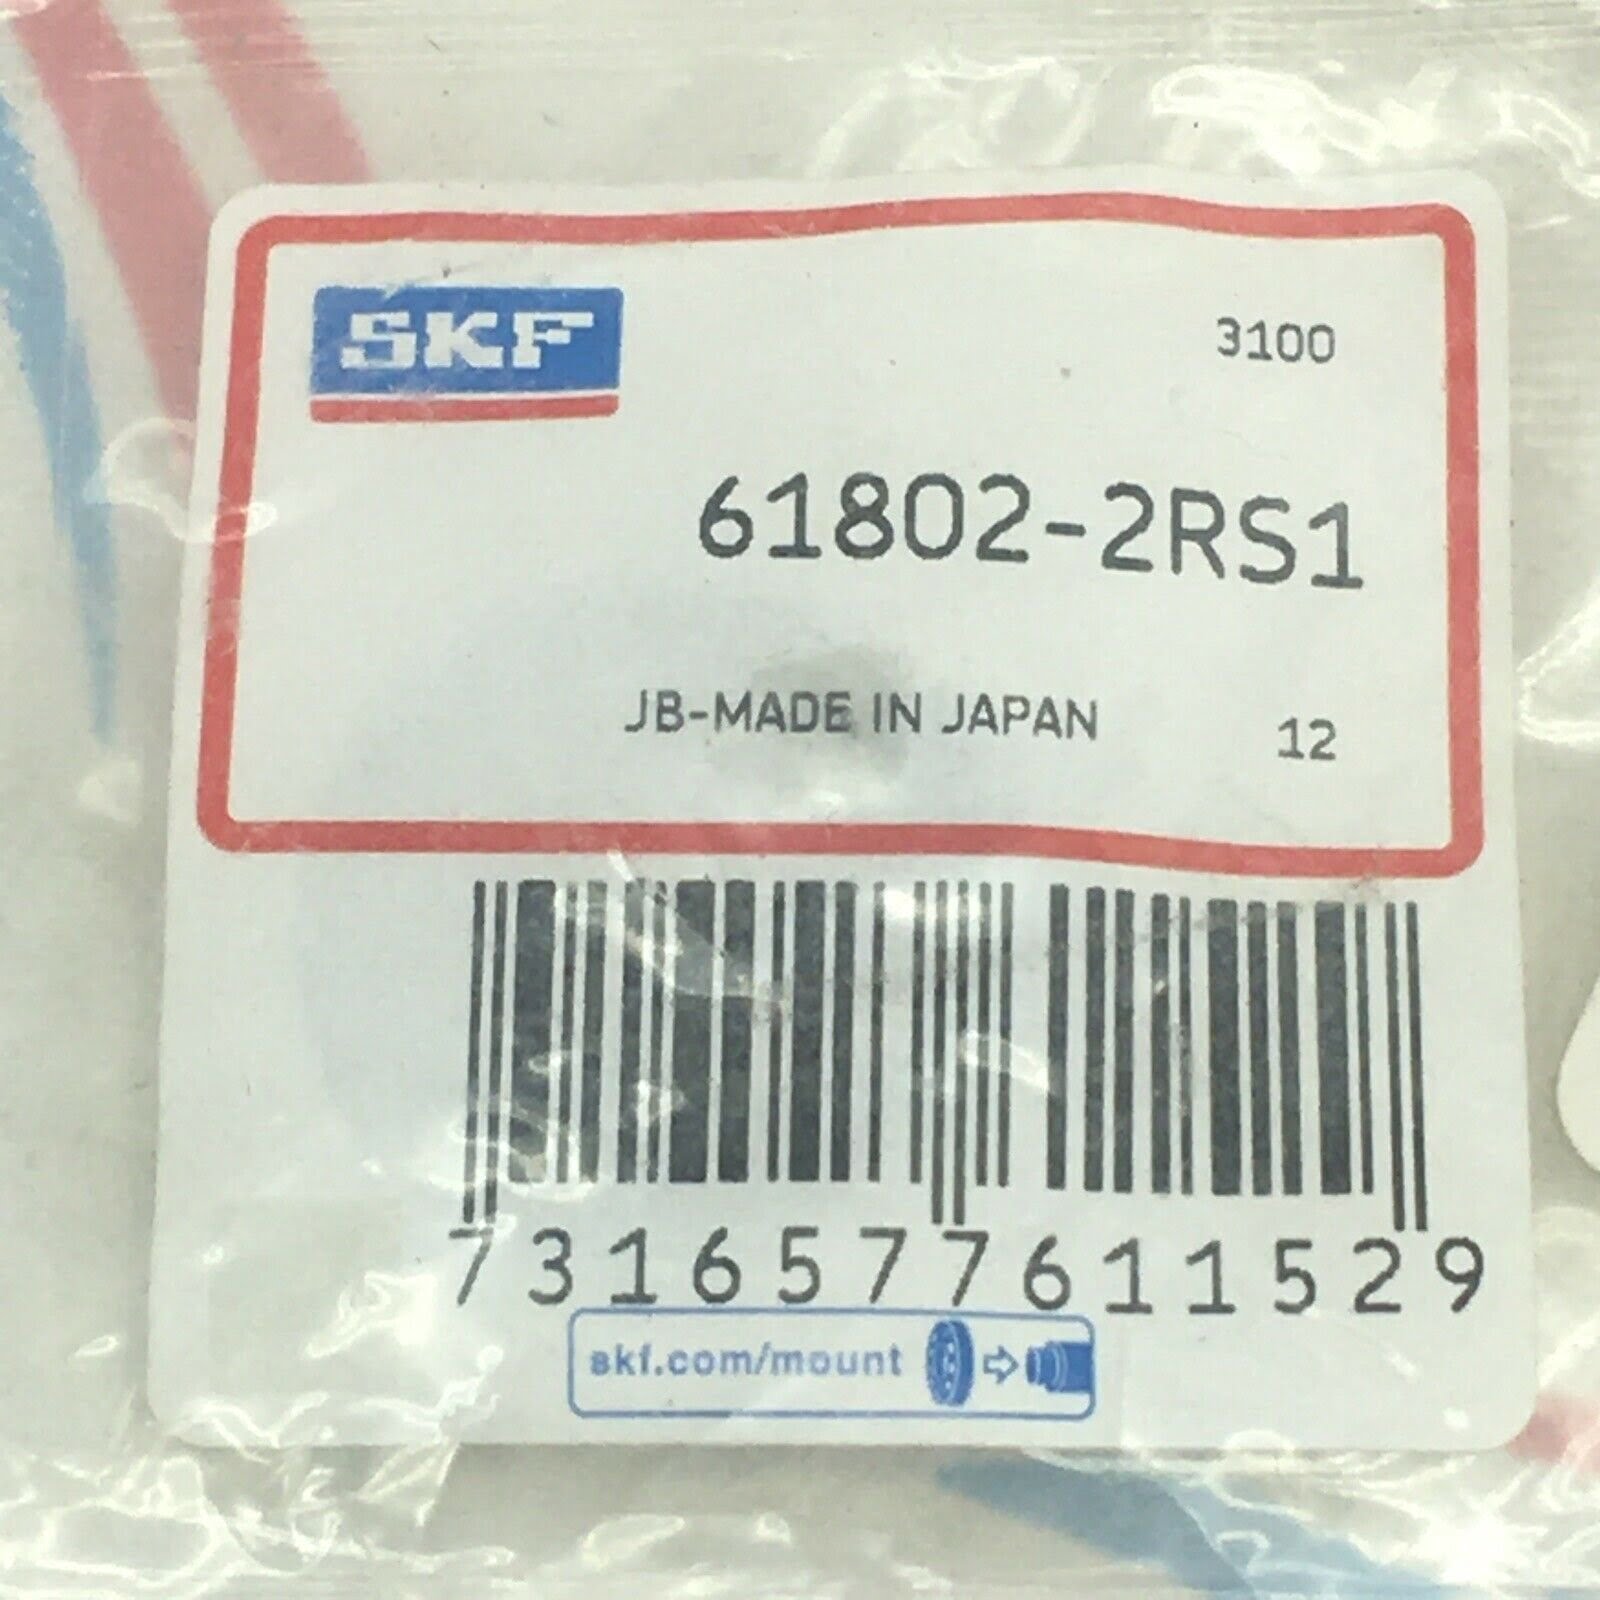 SKF
3100
61802-2RS1
JB-MADE IN JAPAN
12
7316577611529
skf.com/mount